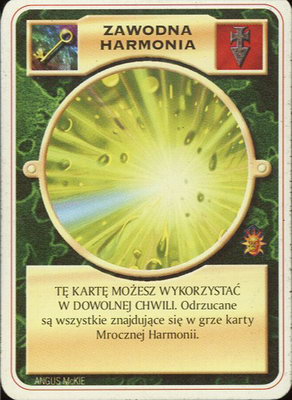 ZAWODNA
HARMONIA
TĘ KARTĘ MOŻESZ WYKORZYSTAĆ
W DOWOLNEJ CHWILI. Odrzucane
są wszystkie znajdujące się w grze karty
Mrocznej Harmonii.
ANGUS McKIE